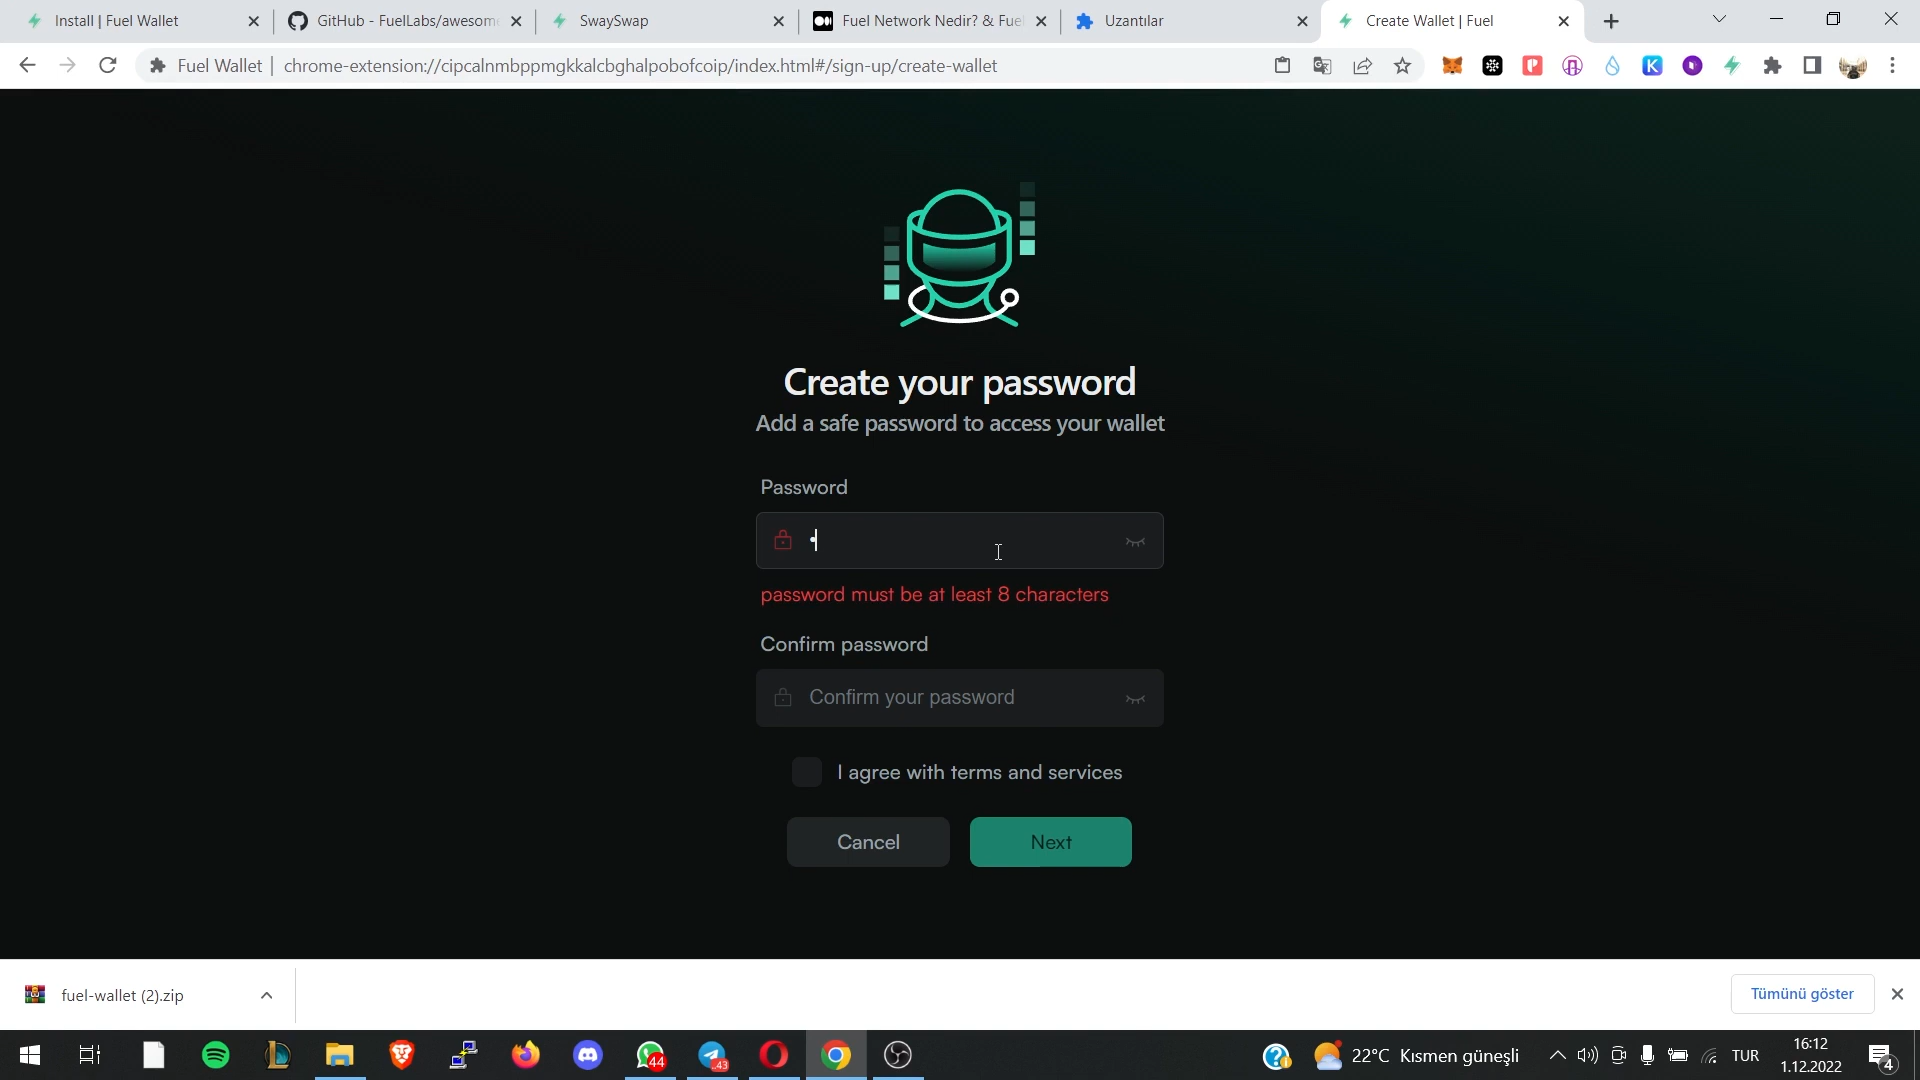 Install | Fuel Wallet
GitHub - FuelLabs/awesom
SwaySwap
Fuel Network Nedir? & Fue
Uzantılar
Create Wallet | Fuel
Fuel Wallet
chrome-extension://cipcalnmbppmgkkalcbghalpobofcoip/index.html#/sign-up/create-wallet
Create your password
Add a safe password to access your wallet
Password
password must be at least 8 characters
Confirm password
Confirm your password
I agree with terms and services
Cancel
Next
fuel-wallet (2).zip
Tümünü göster
44
..43
22°C Kısmen güneşli
TUR
16:12
1.12.2022
4